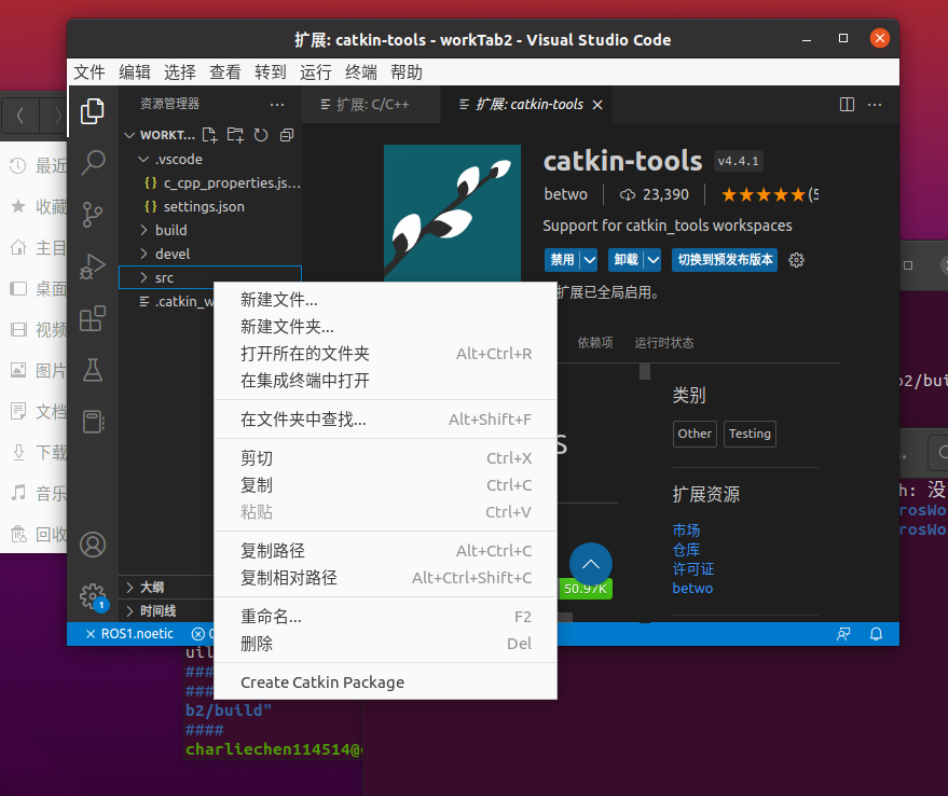 扩展: catkin-tools - workTab2 - Visual Studio Code
文件 编辑 选择 查看 转到 运行 终端 帮助
资源管理器
扩展: C/C++
扩展: catkin-tools
WORKT...
.vscode
{} c_cpp_properties.js...
{} settings.json
build
devel
src
.catkin_w
大纲
时间线
catkin-tools v4.4.1
betwo 23,390 (5
Support for catkin_tools workspaces
禁用 卸载 切换到预发布版本
扩展已全局启用。
依赖项 运行时状态
类别
Other Testing
扩展资源
市场
仓库
许可证
betwo
50.97K
新建文件...
新建文件夹...
打开所在的文件夹 Alt+Ctrl+R
在集成终端中打开
在文件夹中查找... Alt+Shift+F
剪切 Ctrl+X
复制 Ctrl+C
粘贴 Ctrl+V
复制路径 Alt+Ctrl+C
复制相对路径 Alt+Ctrl+Shift+C
重命名... F2
删除 Del
Create Catkin Package
1
ROS1.noetic 0
最近
收藏
主目
桌面
视频
图片
文档
下载
音乐
回收
b2/bui
h: 没
rosWo
rosWo
uil
###
###
b2/build"
####
charliechen114514@